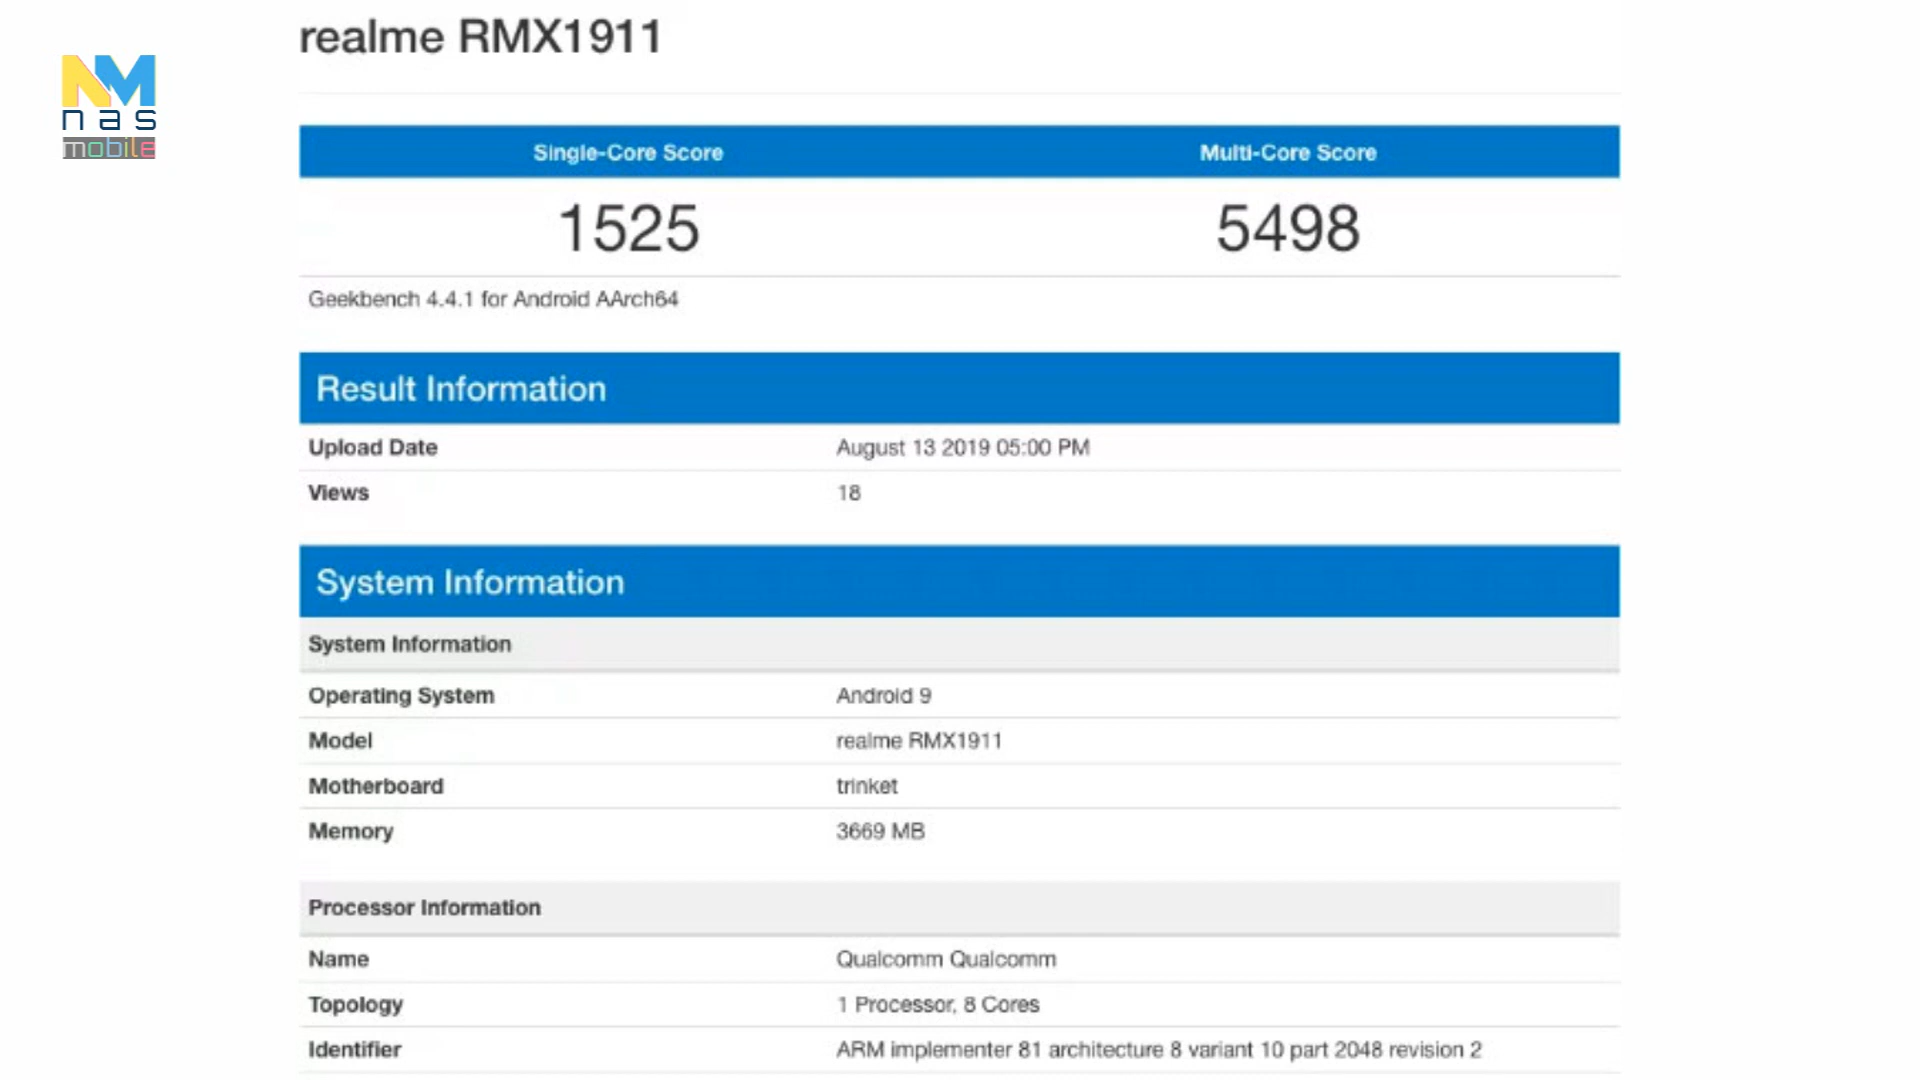 realme RMX1911
NM
nas
mobile
Single-Core Score Multi-Core Score
1525 5498
Geekbench 4.4.1 for Android AArch64
Result Information
Upload Date August 13 2019 05:00 PM
Views 18
System Information
System Information
Operating System Android 9
Model realme RMX1911
Motherboard trinket
Memory 3669 MB
Processor Information
Name Qualcomm Qualcomm
Topology 1 Processor, 8 Cores
Identifier ARM implementer 81 architecture 8 variant 10 part 2048 revision 2